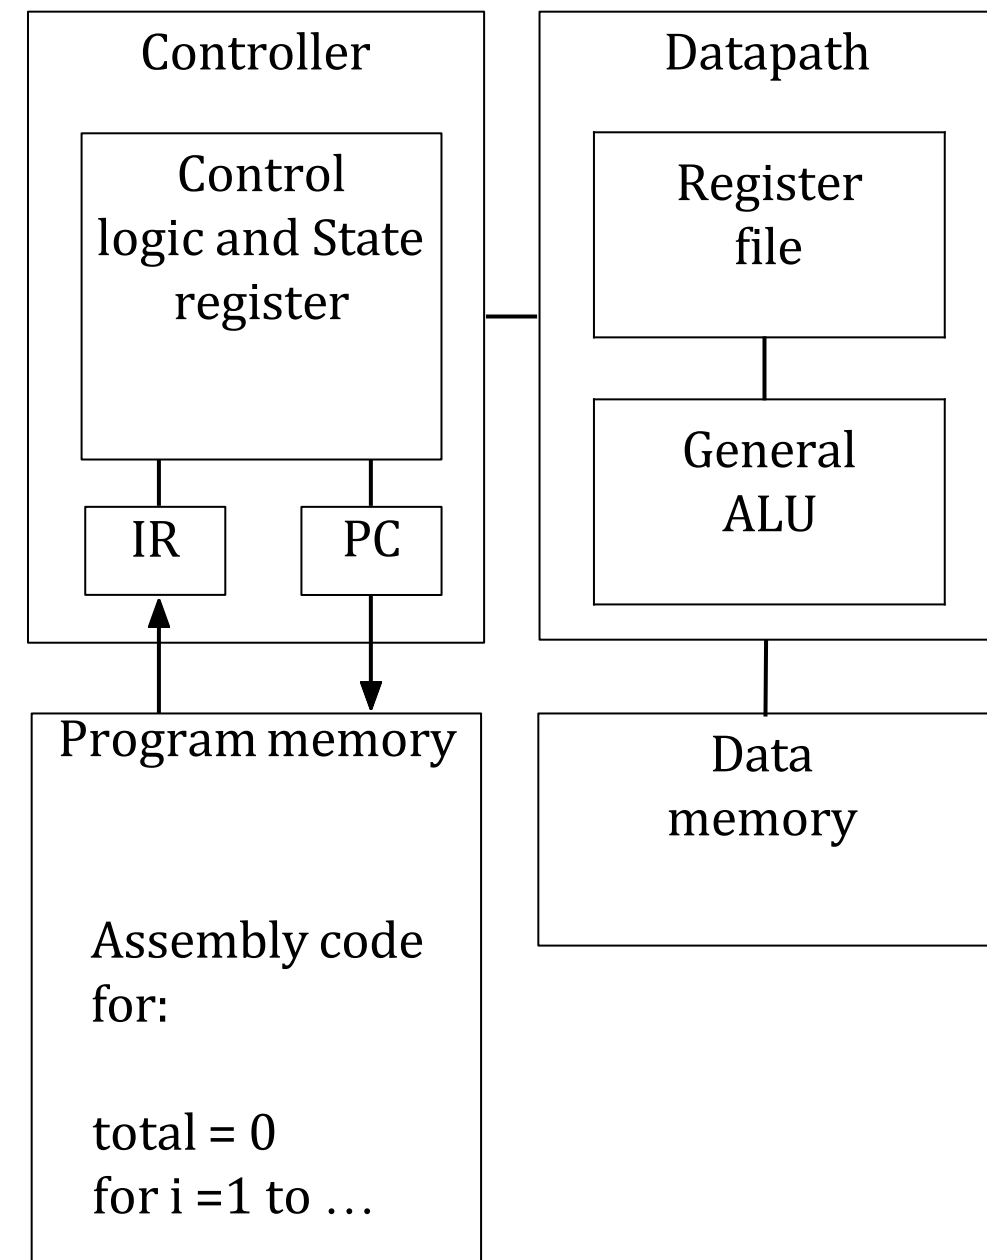 Controller
Control
logic and State
register
IR
PC
Datapath
Register
file
General
ALU
Program memory
Assembly code
for:
total = 0
for i =1 to …
Data
memory